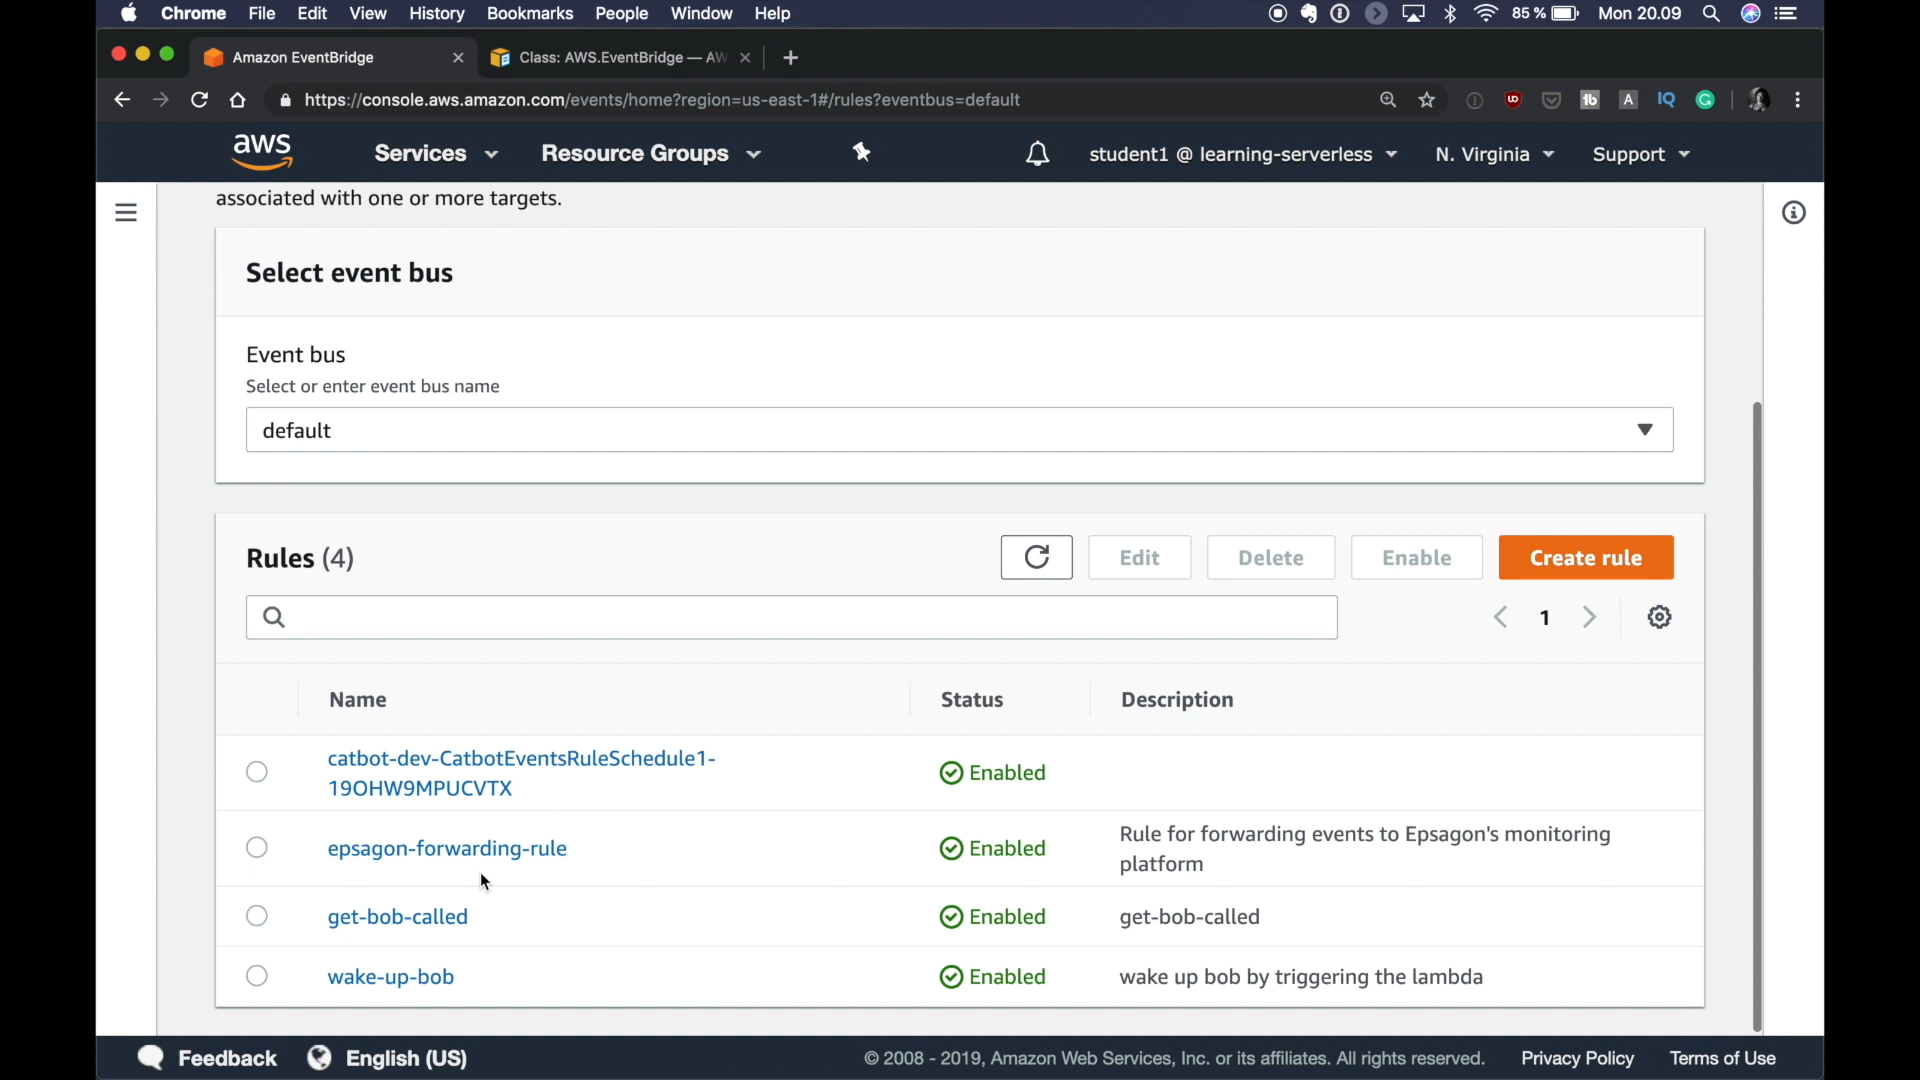 Chrome File Edit View History Bookmarks People Window Help 85 % Mon 20.09
Amazon EventBridge Class: AWS.EventBridge — AW
https://console.aws.amazon.com/events/home?region=us-east-1#/rules?eventbus=default
aws Services Resource Groups student1 @ learning-serverless N. Virginia Support
associated with one or more targets.
Select event bus
Event bus
Select or enter event bus name
default
Rules (4) Edit Delete Enable Create rule
1
Name Status Description
catbot-dev-CatbotEventsRuleSchedule1-
19OHW9MPUCVTX
Enabled
epsagon-forwarding-rule Enabled Rule for forwarding events to Epsagon's monitoring
platform
get-bob-called Enabled get-bob-called
wake-up-bob Enabled wake up bob by triggering the lambda
Feedback English (US) © 2008 - 2019, Amazon Web Services, Inc. or its affiliates. All rights reserved. Privacy Policy Terms of Use